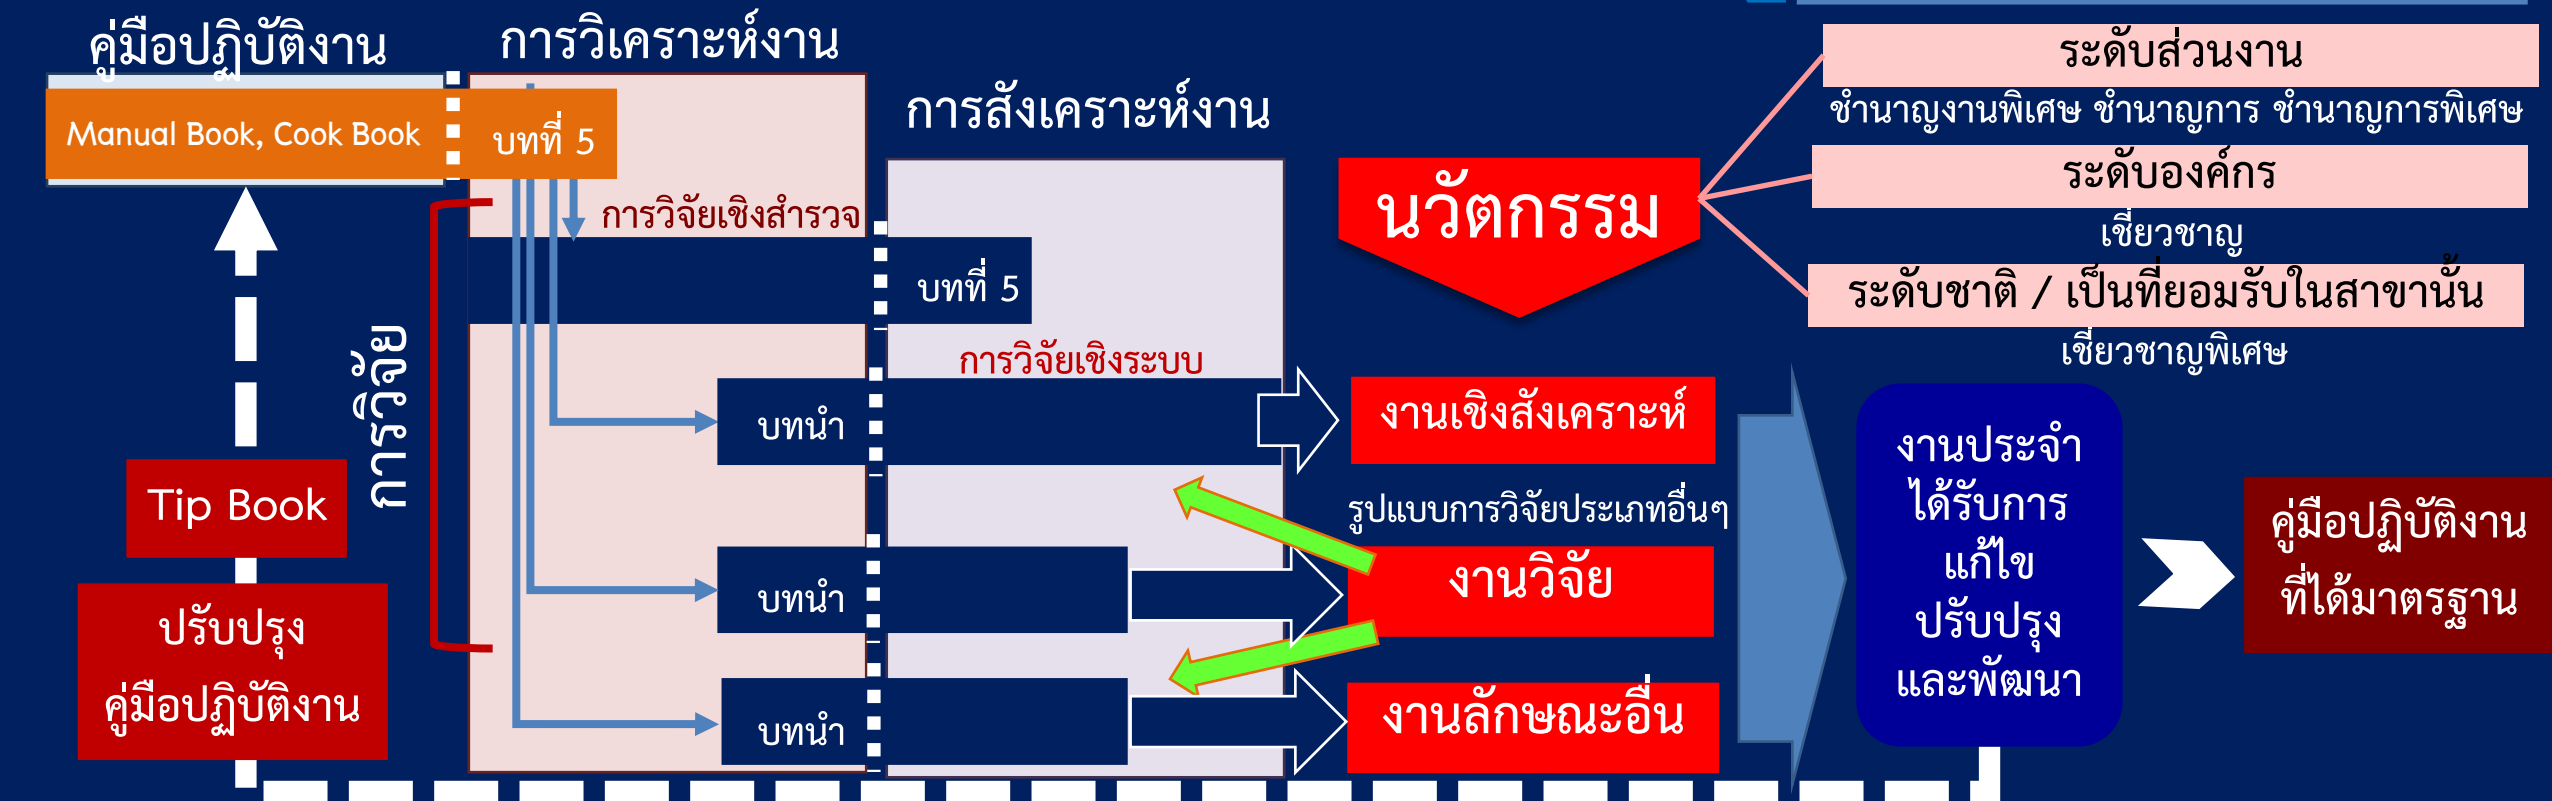 คู่มือปฏิบัติงาน
Manual Book, Cook Book
บทที่ 5
การวิเคราะห์งาน
การวิจัยเชิงสำรวจ
การสังเคราะห์งาน
บทที่ 5
การวิจัยเชิงระบบ
บทนำ
บทนำ
บทนำ
การวิจัย
Tip Book
ปรับปรุง
คู่มือปฏิบัติงาน
นวัตกรรม
ระดับส่วนงาน
ชำนาญงานพิเศษ ชำนาญการ ชำนาญการพิเศษ
ระดับองค์กร
เชี่ยวชาญ
ระดับชาติ / เป็นที่ยอมรับในสาขานั้น
เชี่ยวชาญพิเศษ
งานเชิงสังเคราะห์
รูปแบบการวิจัยประเภทอื่นๆ
งานวิจัย
งานลักษณะอื่น
งานประจำ
ได้รับการ
แก้ไข
ปรับปรุง
และพัฒนา
คู่มือปฏิบัติงาน
ที่ได้มาตรฐาน